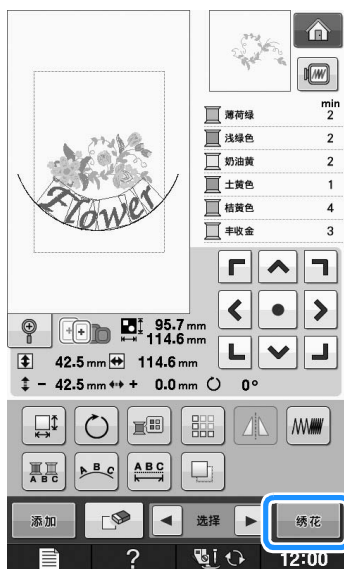 min
薄荷绿 2
浅绿色 2
奶油黄 2
土黄色 1
桔黄色 4
丰收金 3
Flower
95.7 mm
114.6 mm
42.5 mm 114.6 mm
- 42.5 mm + 0.0 mm 0°
A B C A B C A B C
添加 选择 绣花
? 12:00